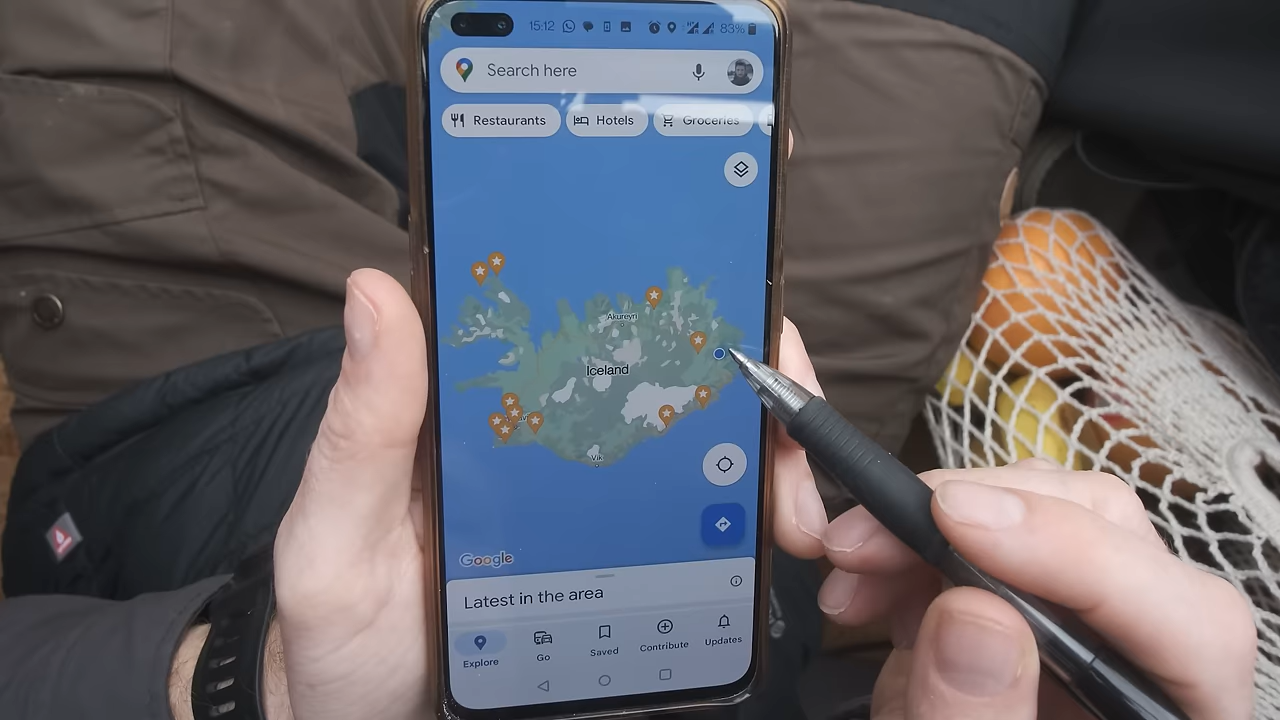 15:12 83%
Search here
Restaurants Hotels Groceries
Akureyri
Iceland
Vik
Google
Latest in the area
Explore Go Saved Contribute Updates